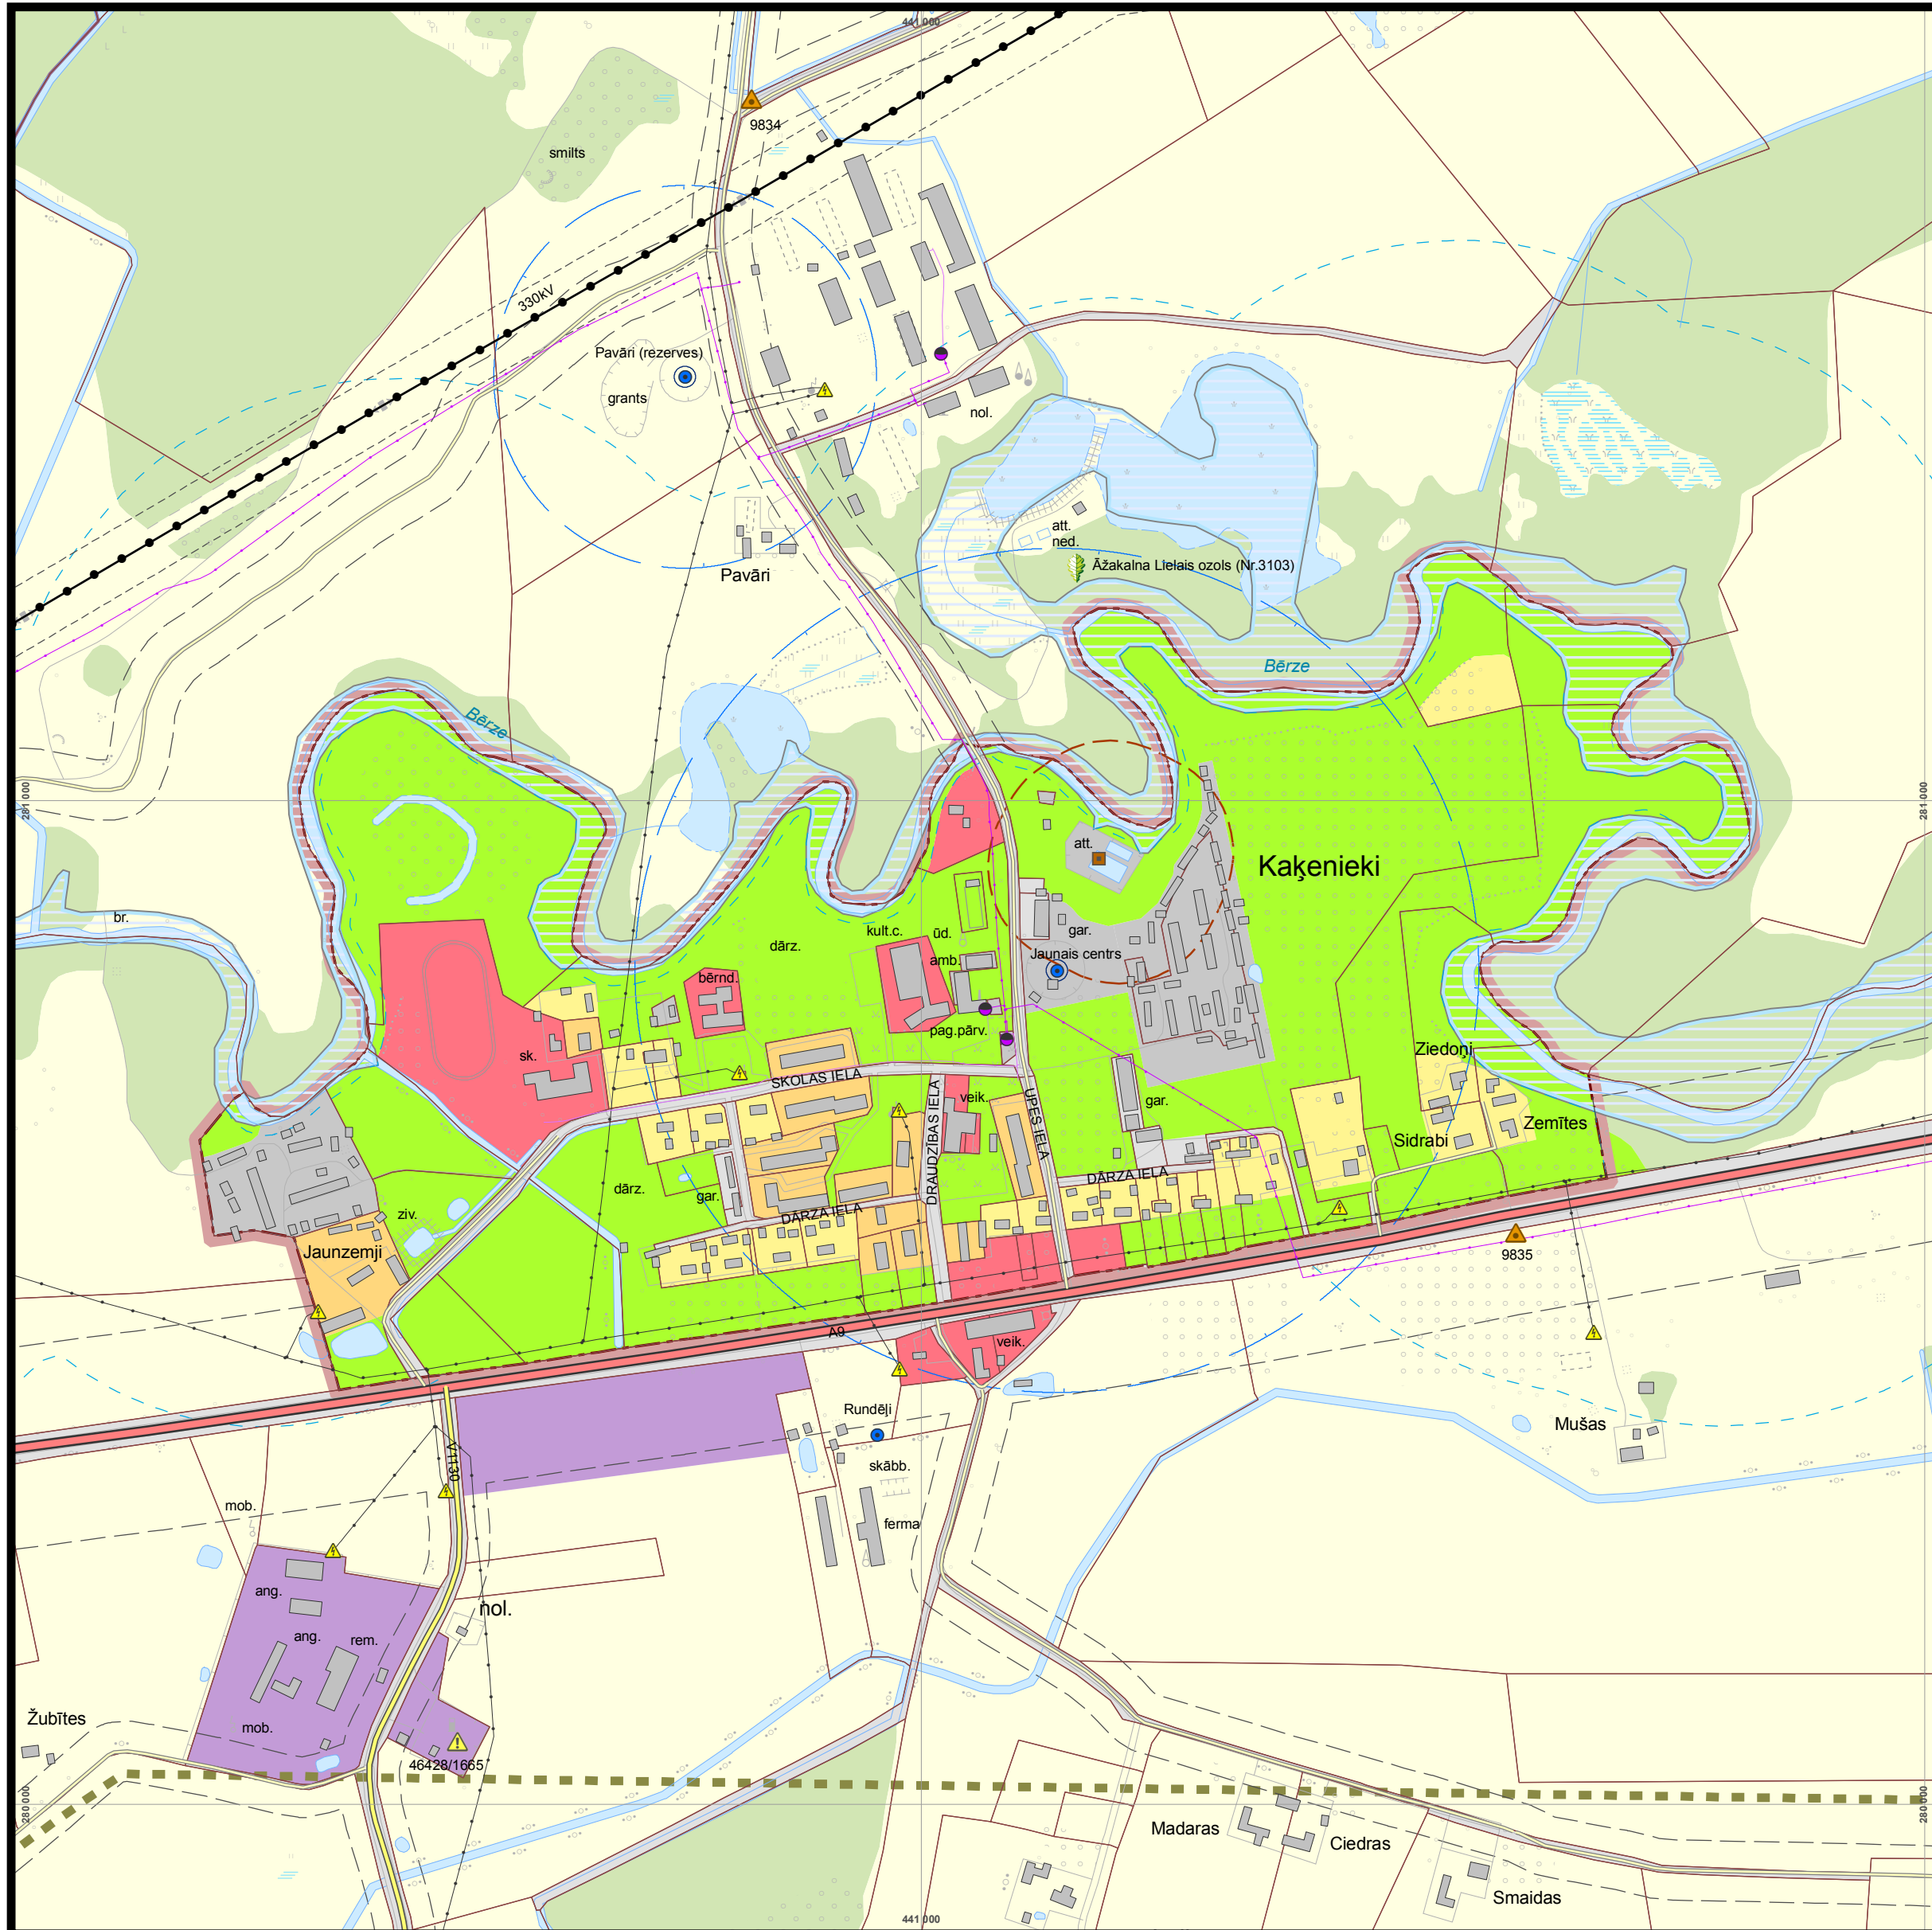 441 000
9834
smilts
330kV
Pavāri (rezerves)
grants
nol.
att.
ned.
Āžakalna Lielais ozols (Nr.3103)
Pavāri
Bērze
Bērze
281 000
281 000
att.
Kaķenieki
br.
kult.c.
ūd.
gar.
dārz.
amb.
Jaunais centrs
bērnd.
pag.pārv.
sk.
Ziedoņi
SKOLAS IELA
veik.
gar.
UPES IELA
DRAUDZĪBAS IELA
Zemītes
Sidrabi
DĀRZA IELA
dārz.
gar.
ziv.
DĀRZA IELA
Jaunzemji
9835
A9
veik.
Rundēļi
Mušas
V1130
skābb.
mob.
ferma
ang.
nol.
ang.
rem.
Žubītes
mob.
46428/1665
280 000
280 000
Madaras
Ciedras
Smaidas
441 000